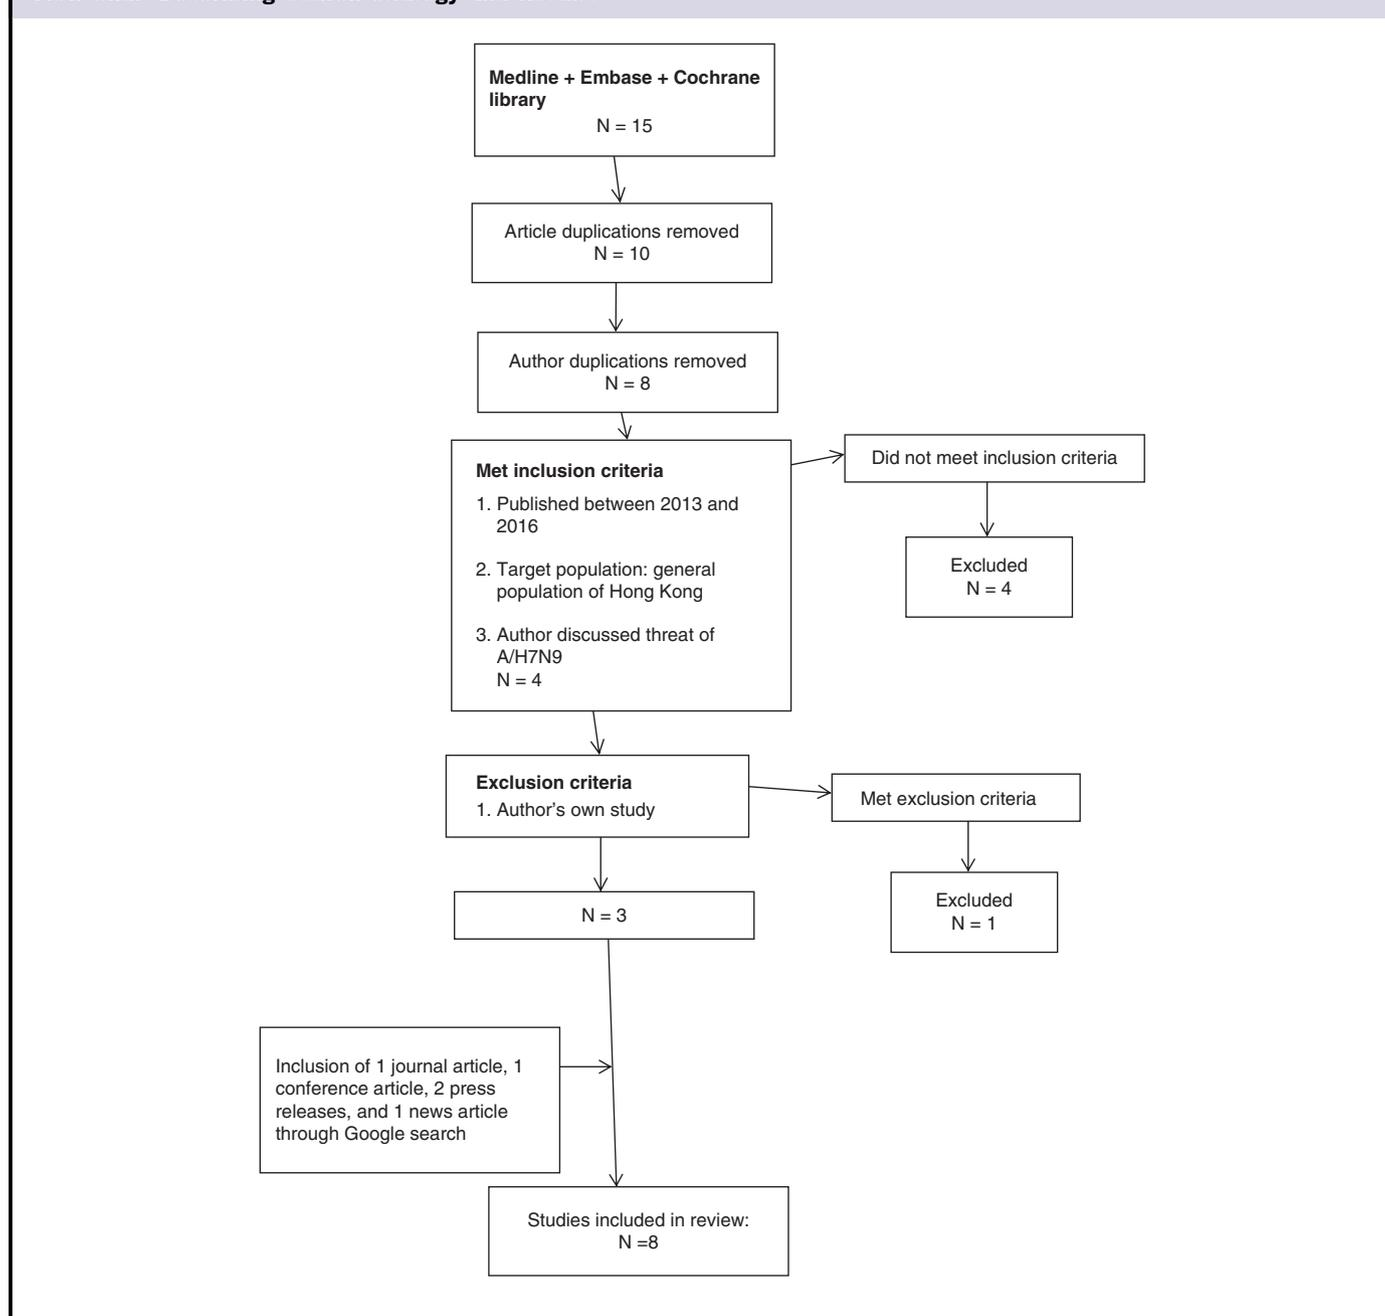 Medline + Embase + Cochrane
library
N = 15
Article duplications removed
N = 10
Author duplications removed
N = 8
Met inclusion criteria
1. Published between 2013 and
2016
2. Target population: general
population of Hong Kong
3. Author discussed threat of
A/H7N9
N = 4
Did not meet inclusion criteria
Excluded
N = 4
Exclusion criteria
1. Author’s own study
Met exclusion criteria
Excluded
N = 1
N = 3
Inclusion of 1 journal article, 1
conference article, 2 press
releases, and 1 news article
through Google search
Studies included in review:
N =8